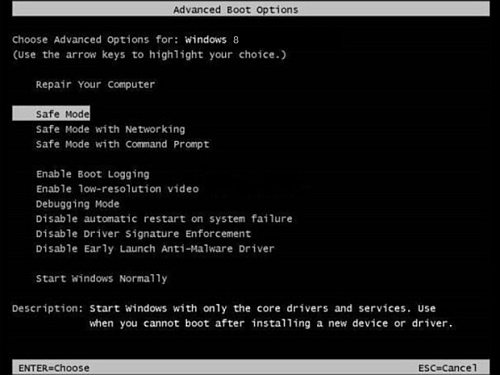 Advanced Boot Options
Choose Advanced Options for: Windows 8
(Use the arrow keys to highlight your choice.)
Repair Your Computer
Safe Mode
Safe Mode with Networking
Safe Mode with Command Prompt
Enable Boot Logging
Enable low-resolution video
Debugging Mode
Disable automatic restart on system failure
Disable Driver Signature Enforcement
Disable Early Launch Anti-Malware Driver
Start Windows Normally
Description: Start Windows with only the core drivers and services. Use
when you cannot boot after installing a new device or driver.
ENTER=Choose ESC=Cancel